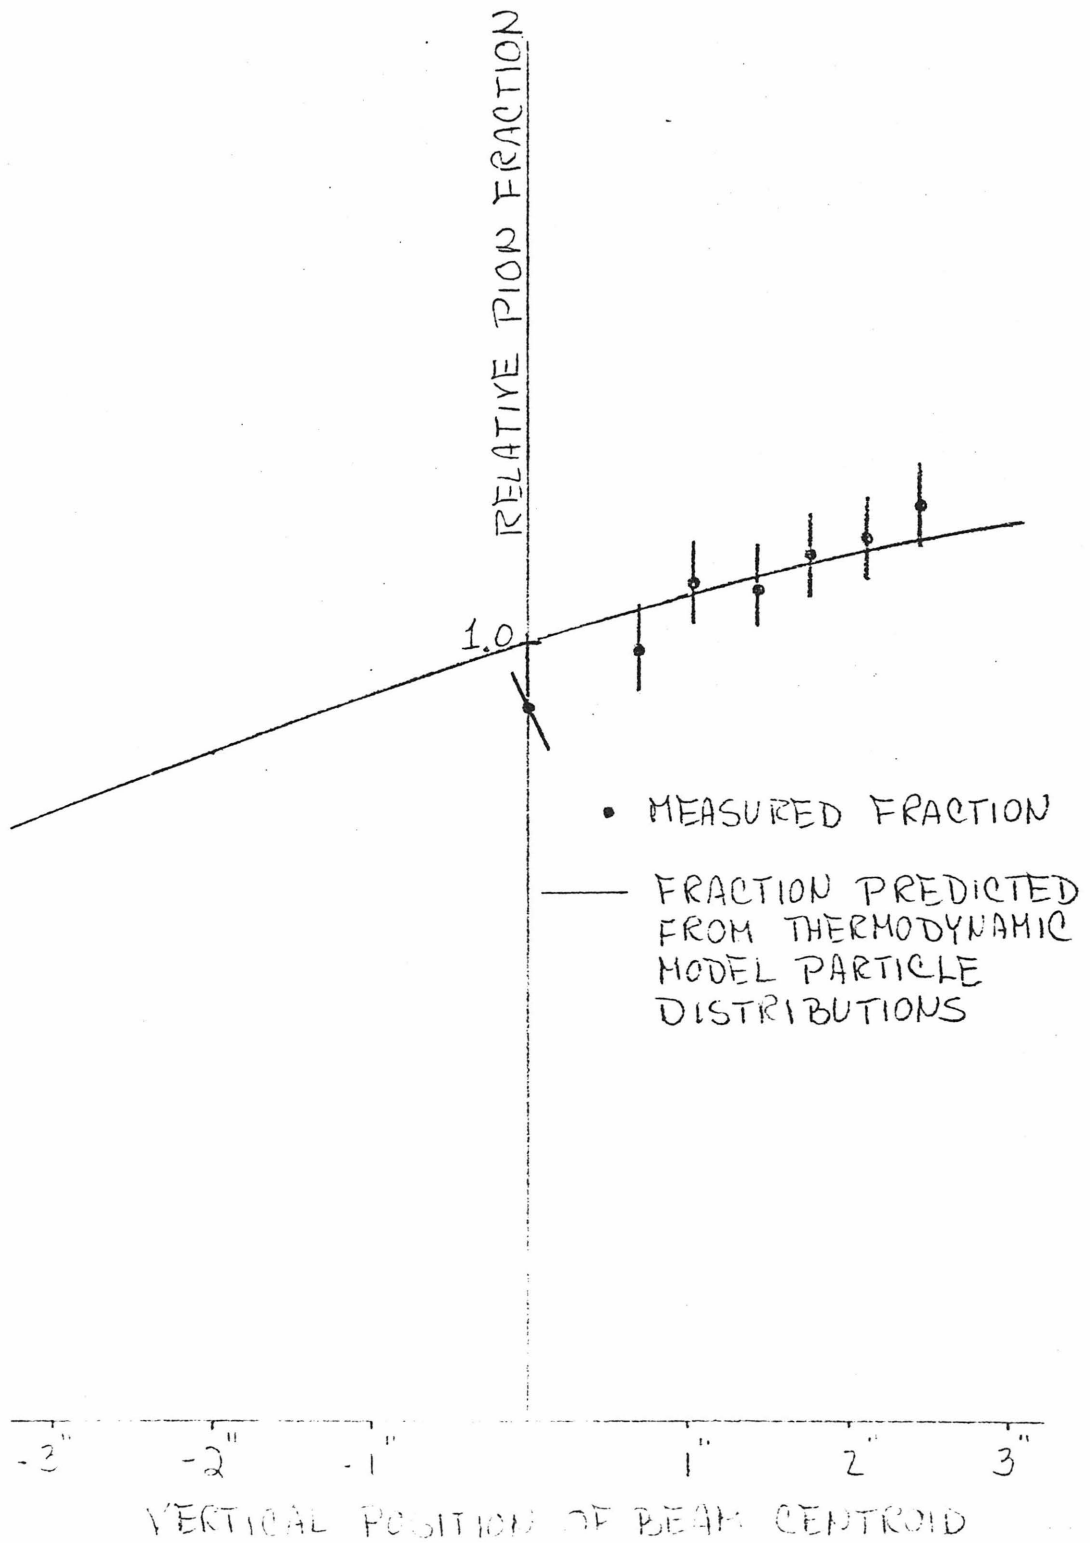 RELATIVE PION FRACTION
1.0
• MEASURED FRACTION
FRACTION PREDICTED
FROM THERMODYNAMIC
MODEL PARTICLE
DISTRIBUTIONS
-3" -2" -1" 1" 2" 3"
VERTICAL POSITION OF BEAM CENTROID